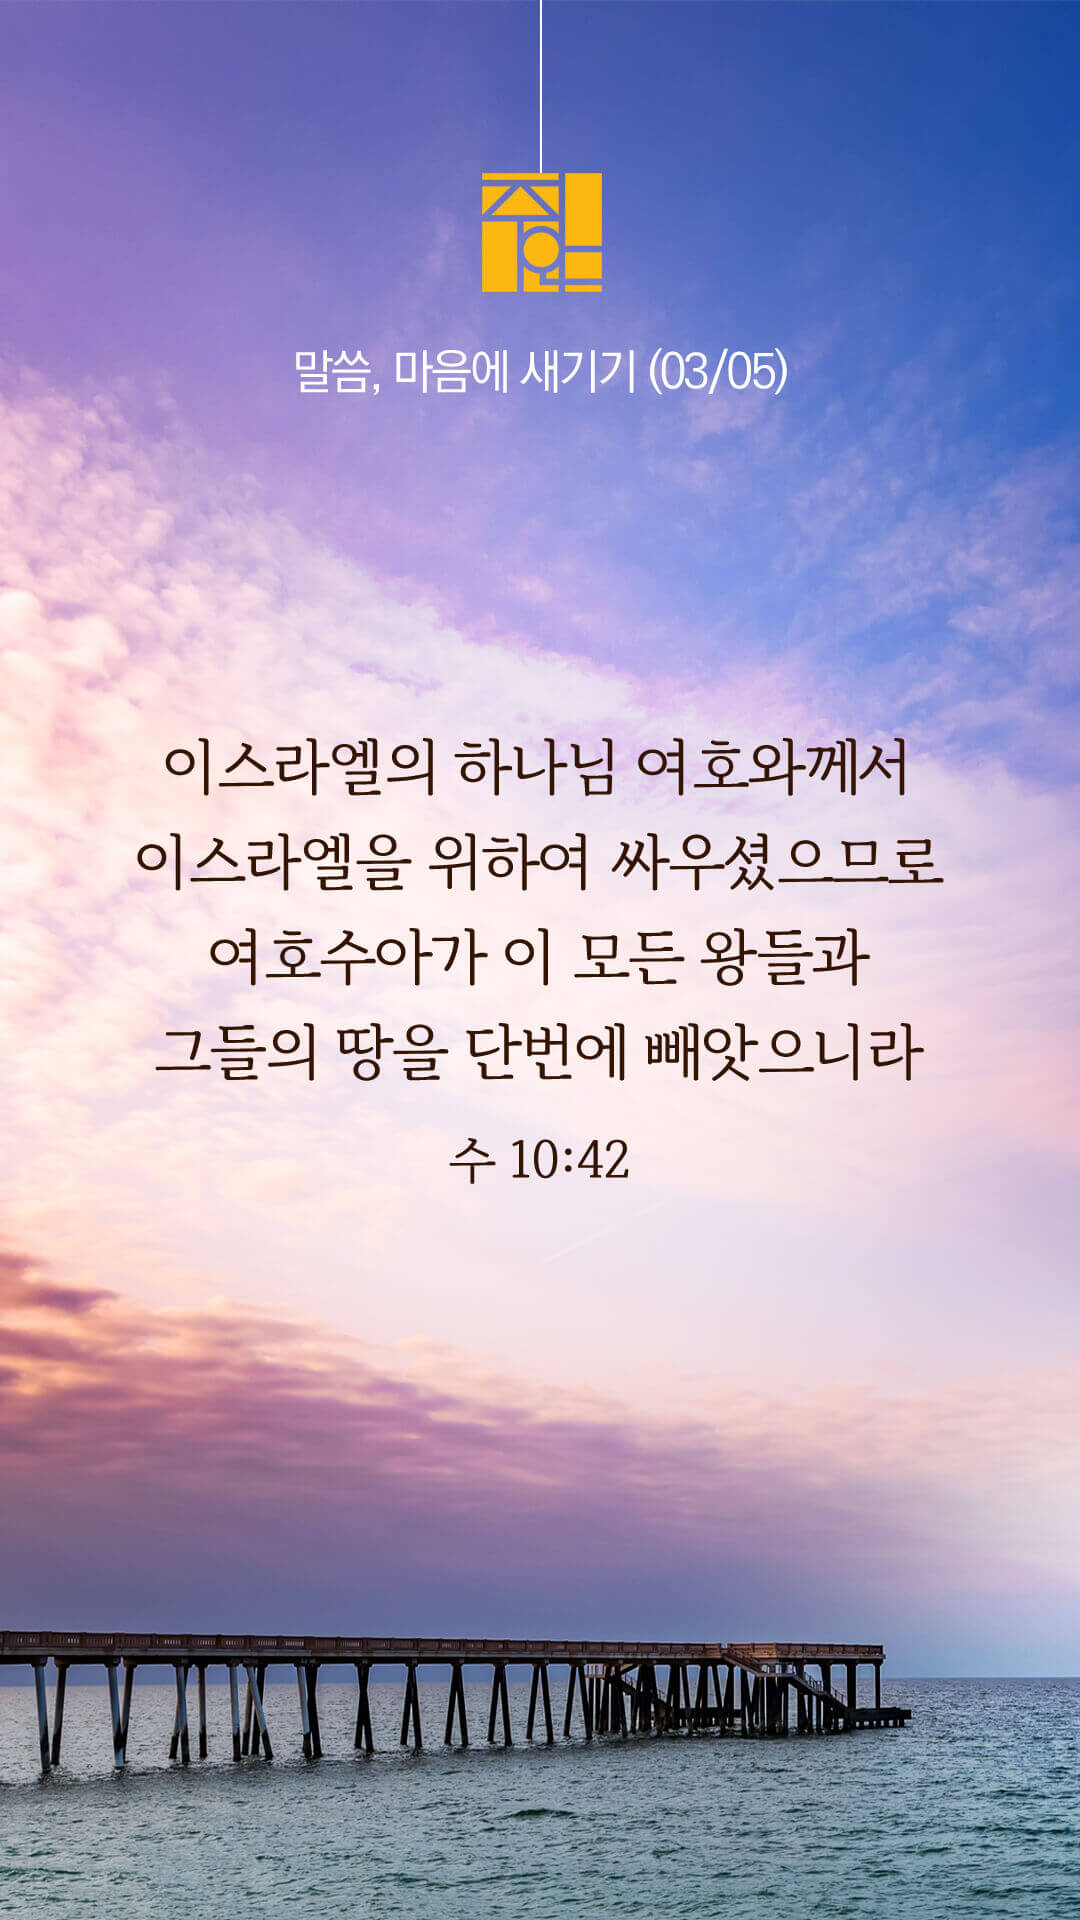 말씀, 마음에 새기기 (03/05)
이스라엘의 하나님 여호와께서
이스라엘을 위하여 싸우셨으므로
여호수아가 이 모든 왕들과
그들의 땅을 단번에 빼앗으니라
수 10:42